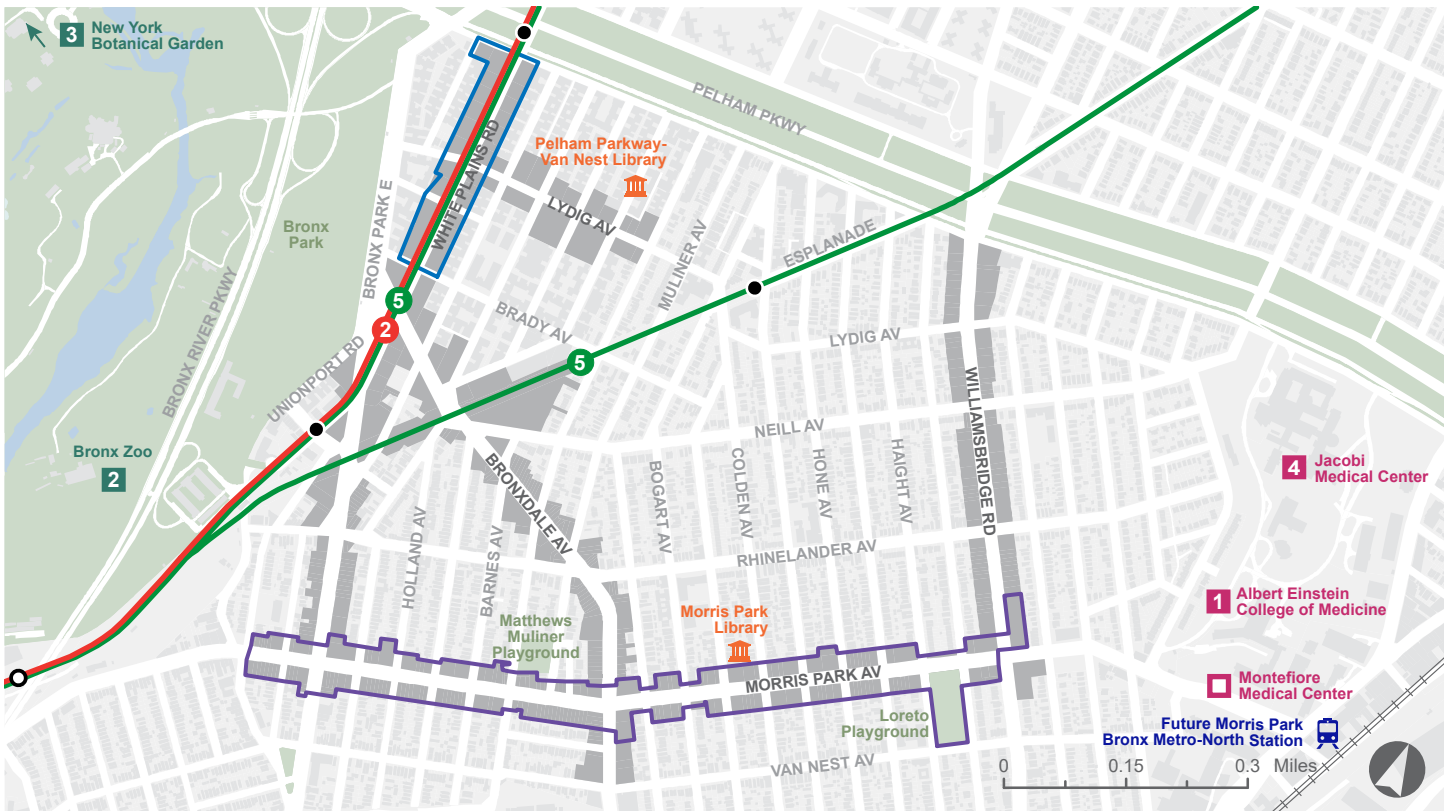 3
New York
Botanical Garden
PELHAM PKWY
WHITE PLAINS RD
Pelham Parkway-
Van Nest Library
BRONX PARK E
LYDIG AV
Bronx
Park
MULINER AV
ESPLANADE
BRONX RIVER PKWY
5
2
BRADY AV
UNIONPORT RD
5
LYDIG AV
WILLIAMSBRIDGE RD
NEILL AV
Bronx Zoo
2
BRONXDALE AV
BOGART AV
COLDEN AV
HONE AV
HAIGHT AV
4
Jacobi
Medical Center
HOLLAND AV
BARNES AV
RHINELANDER AV
1
Albert Einstein
College of Medicine
Matthews
Muliner
Playground
Morris Park
Library
MORRIS PARK AV
Montefiore
Medical Center
Loreto
Playground
Future Morris Park
Bronx Metro-North Station
VAN NEST AV
0 0.15 0.3 Miles